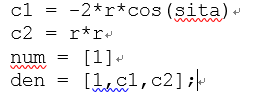 c1 = -2*r*cos(sita)
c2 = r*r
num = [1]
den = [1,c1,c2];